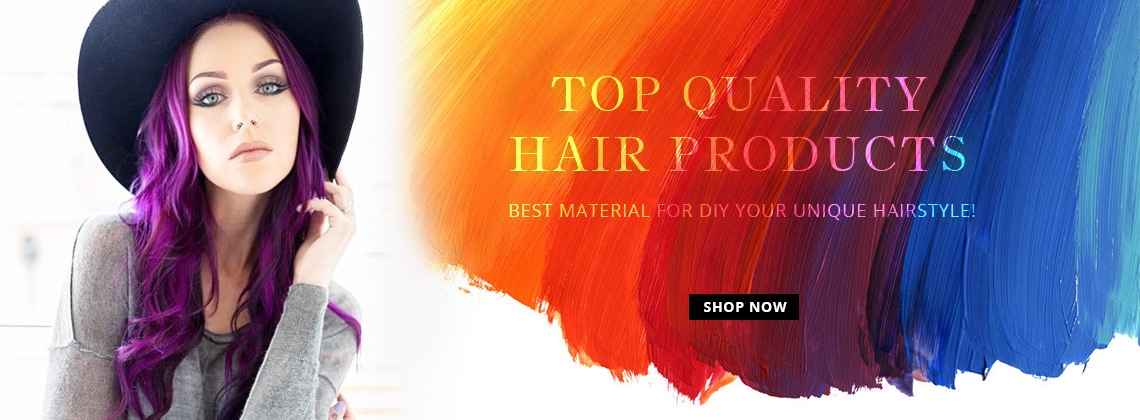 TOP QUALITY
HAIR PRODUCTS
BEST MATERIAL FOR DIY YOUR UNIQUE HAIRSTYLE!
SHOP NOW